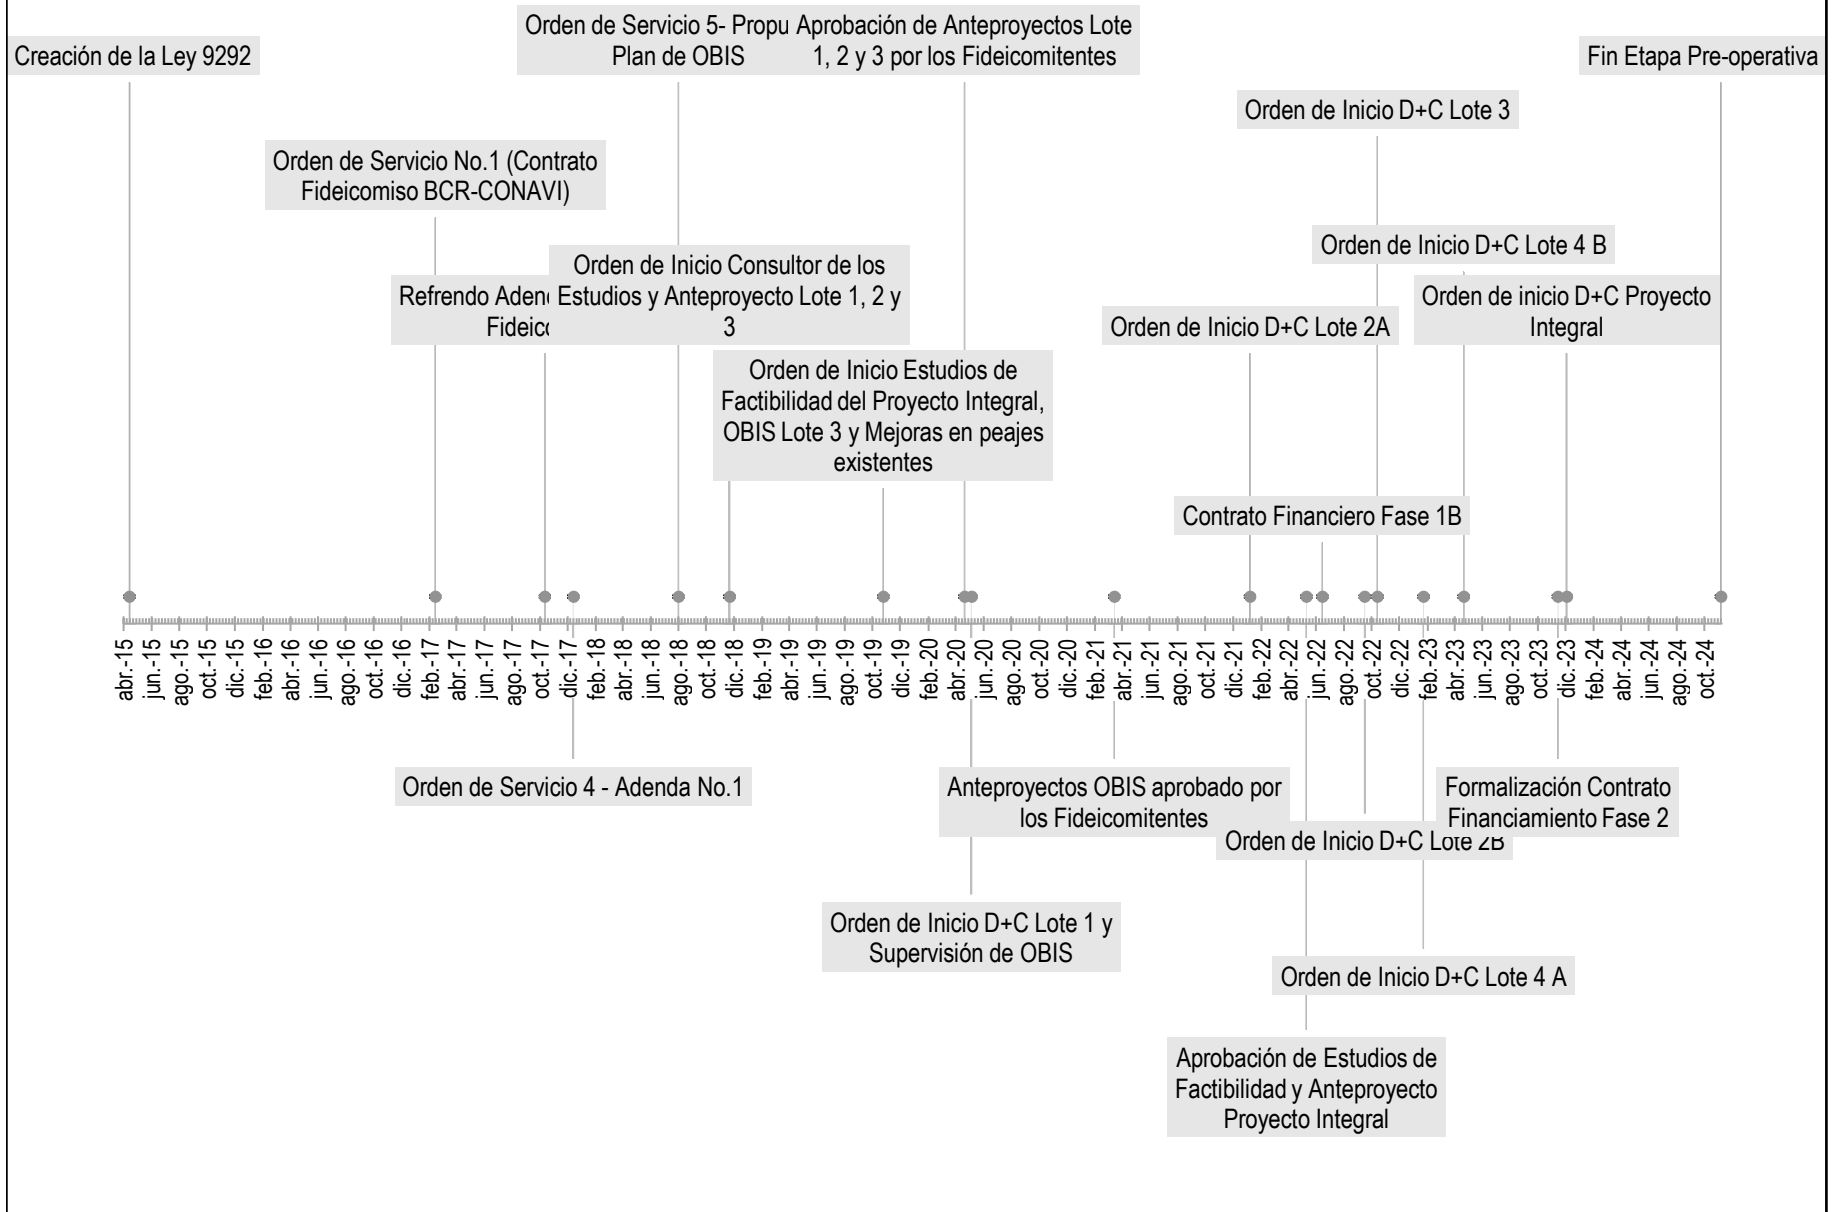 Creación de la Ley 9292
Orden de Servicio 5- Propu
Plan de OBIS
Aprobación de Anteproyectos Lote
1, 2 y 3 por los Fideicomitentes
Fin Etapa Pre-operativa
Orden de Inicio D+C Lote 3
Orden de Servicio No.1 (Contrato
Fideicomiso BCR-CONAVI)
Orden de Inicio D+C Lote 4 B
Refrendo Aden
Fideico
Orden de Inicio Consultor de los
Estudios y Anteproyecto Lote 1, 2 y
3
Orden de inicio D+C Proyecto
Integral
Orden de Inicio D+C Lote 2A
Orden de Inicio Estudios de
Factibilidad del Proyecto Integral,
OBIS Lote 3 y Mejoras en peajes
existentes
Contrato Financiero Fase 1B
abr.-15
jun.-15
ago.-15
oct.-15
dic.-15
feb.-16
abr.-16
jun.-16
ago.-16
oct.-16
dic.-16
feb.-17
abr.-17
jun.-17
ago.-17
oct.-17
dic.-17
feb.-18
abr.-18
jun.-18
ago.-18
oct.-18
dic.-18
feb.-19
abr.-19
jun.-19
ago.-19
oct.-19
dic.-19
feb.-20
abr.-20
jun.-20
ago.-20
oct.-20
dic.-20
feb.-21
abr.-21
jun.-21
ago.-21
oct.-21
dic.-21
feb.-22
abr.-22
jun.-22
ago.-22
oct.-22
dic.-22
feb.-23
abr.-23
jun.-23
ago.-23
oct.-23
dic.-23
feb.-24
abr.-24
jun.-24
ago.-24
oct.-24
Orden de Servicio 4 - Adenda No.1
Anteproyectos OBIS aprobado por
los Fideicomitentes
Formalización Contrato
Financiamiento Fase 2
Orden de Inicio D+C Lote 2B
Orden de Inicio D+C Lote 1 y
Supervisión de OBIS
Orden de Inicio D+C Lote 4 A
Aprobación de Estudios de
Factibilidad y Anteproyecto
Proyecto Integral